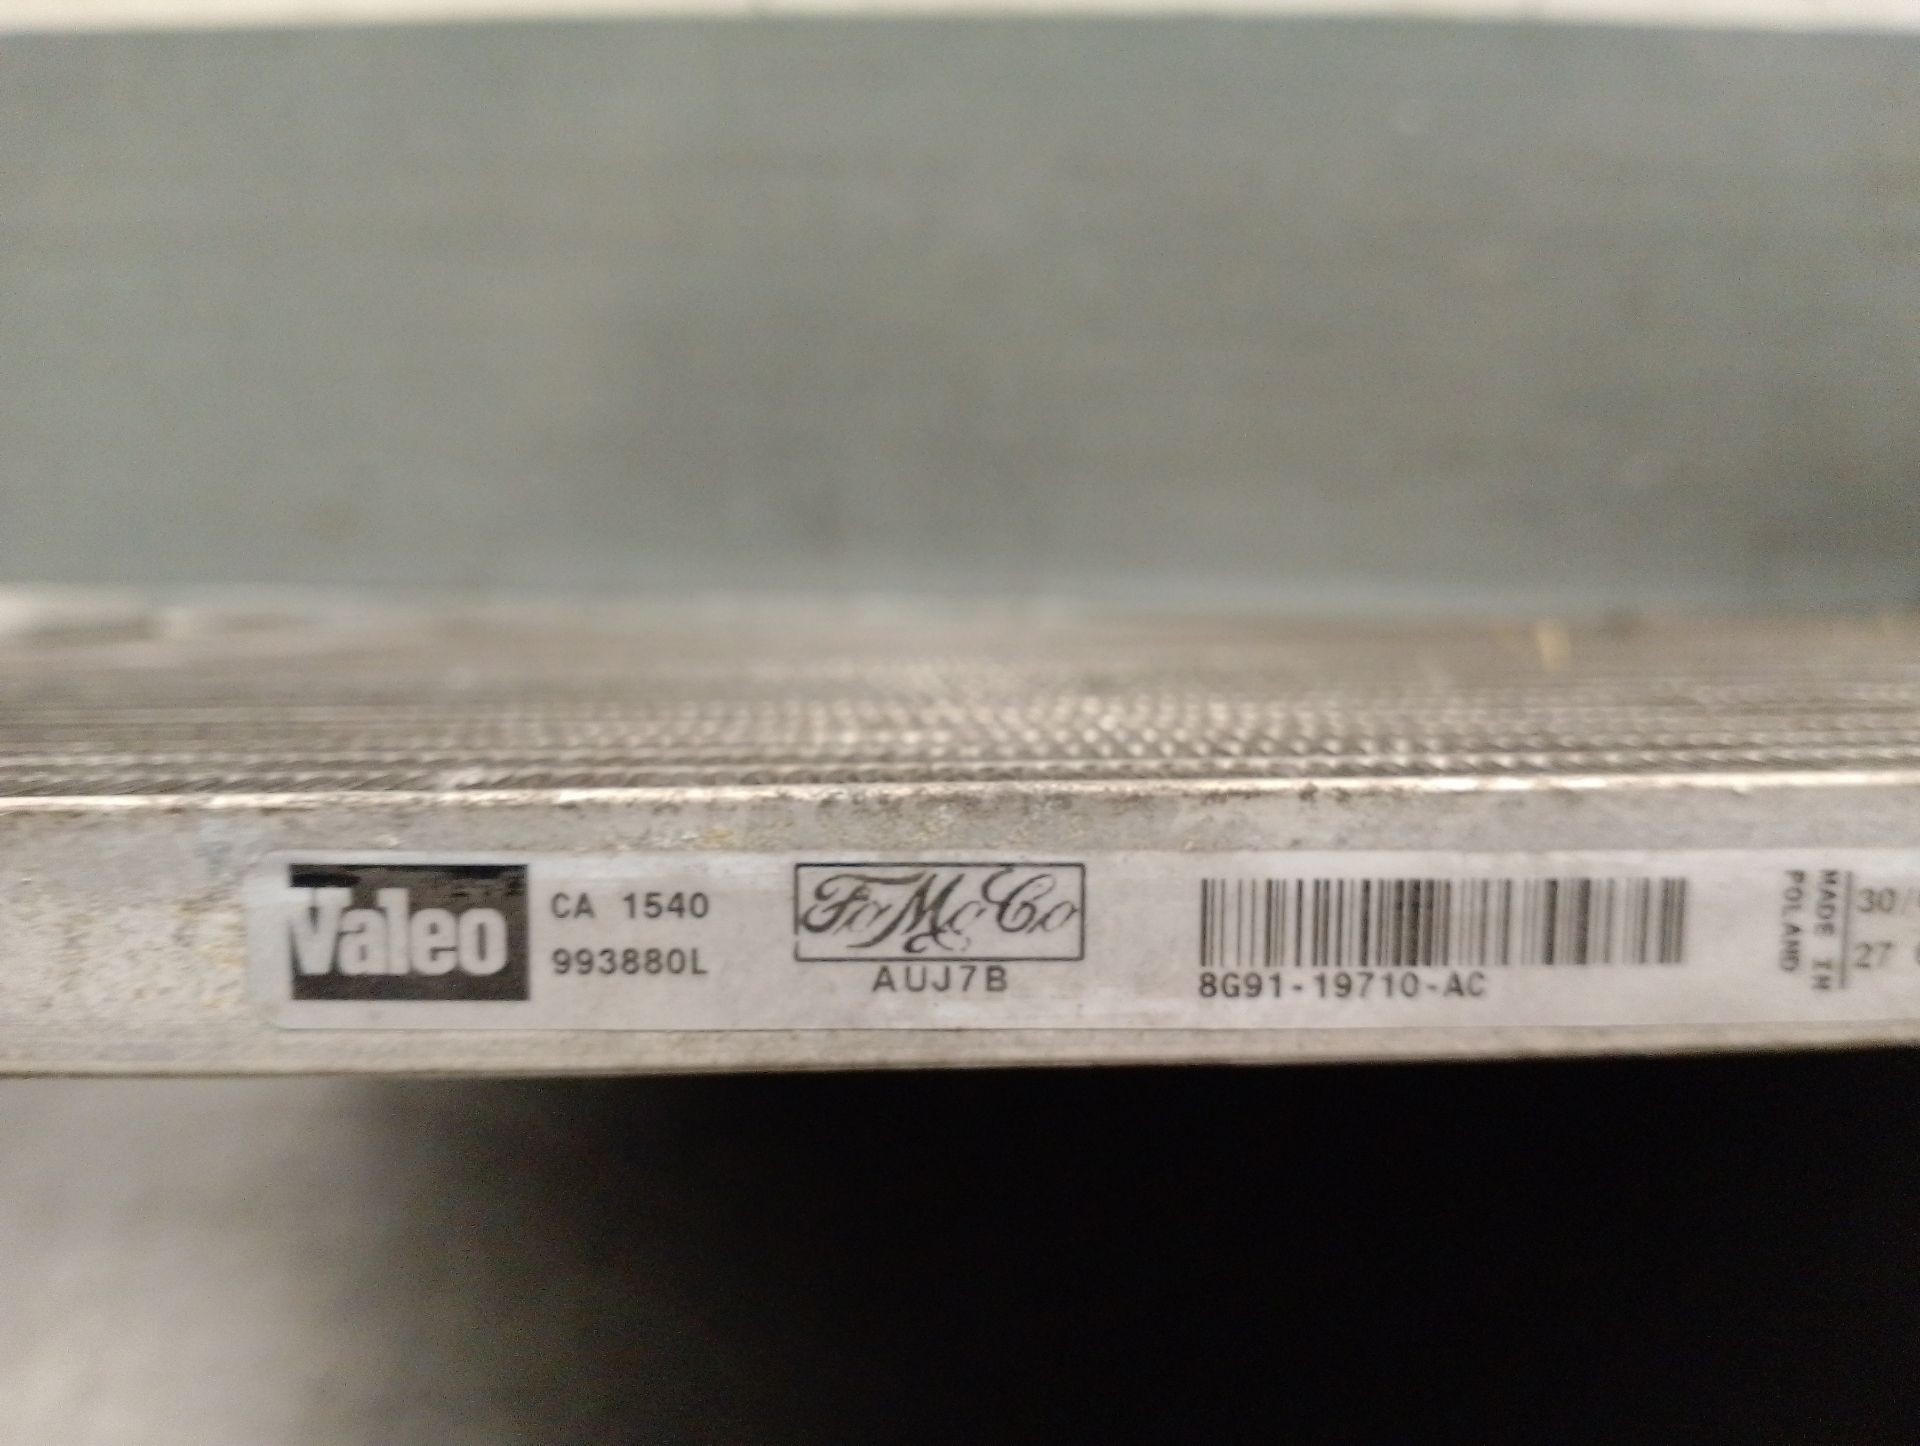 Valeo
CA 1540
993880L
FoMoCo
AUJ7B
8G91-19710-AC
MADE IN
POLAND
30/
27